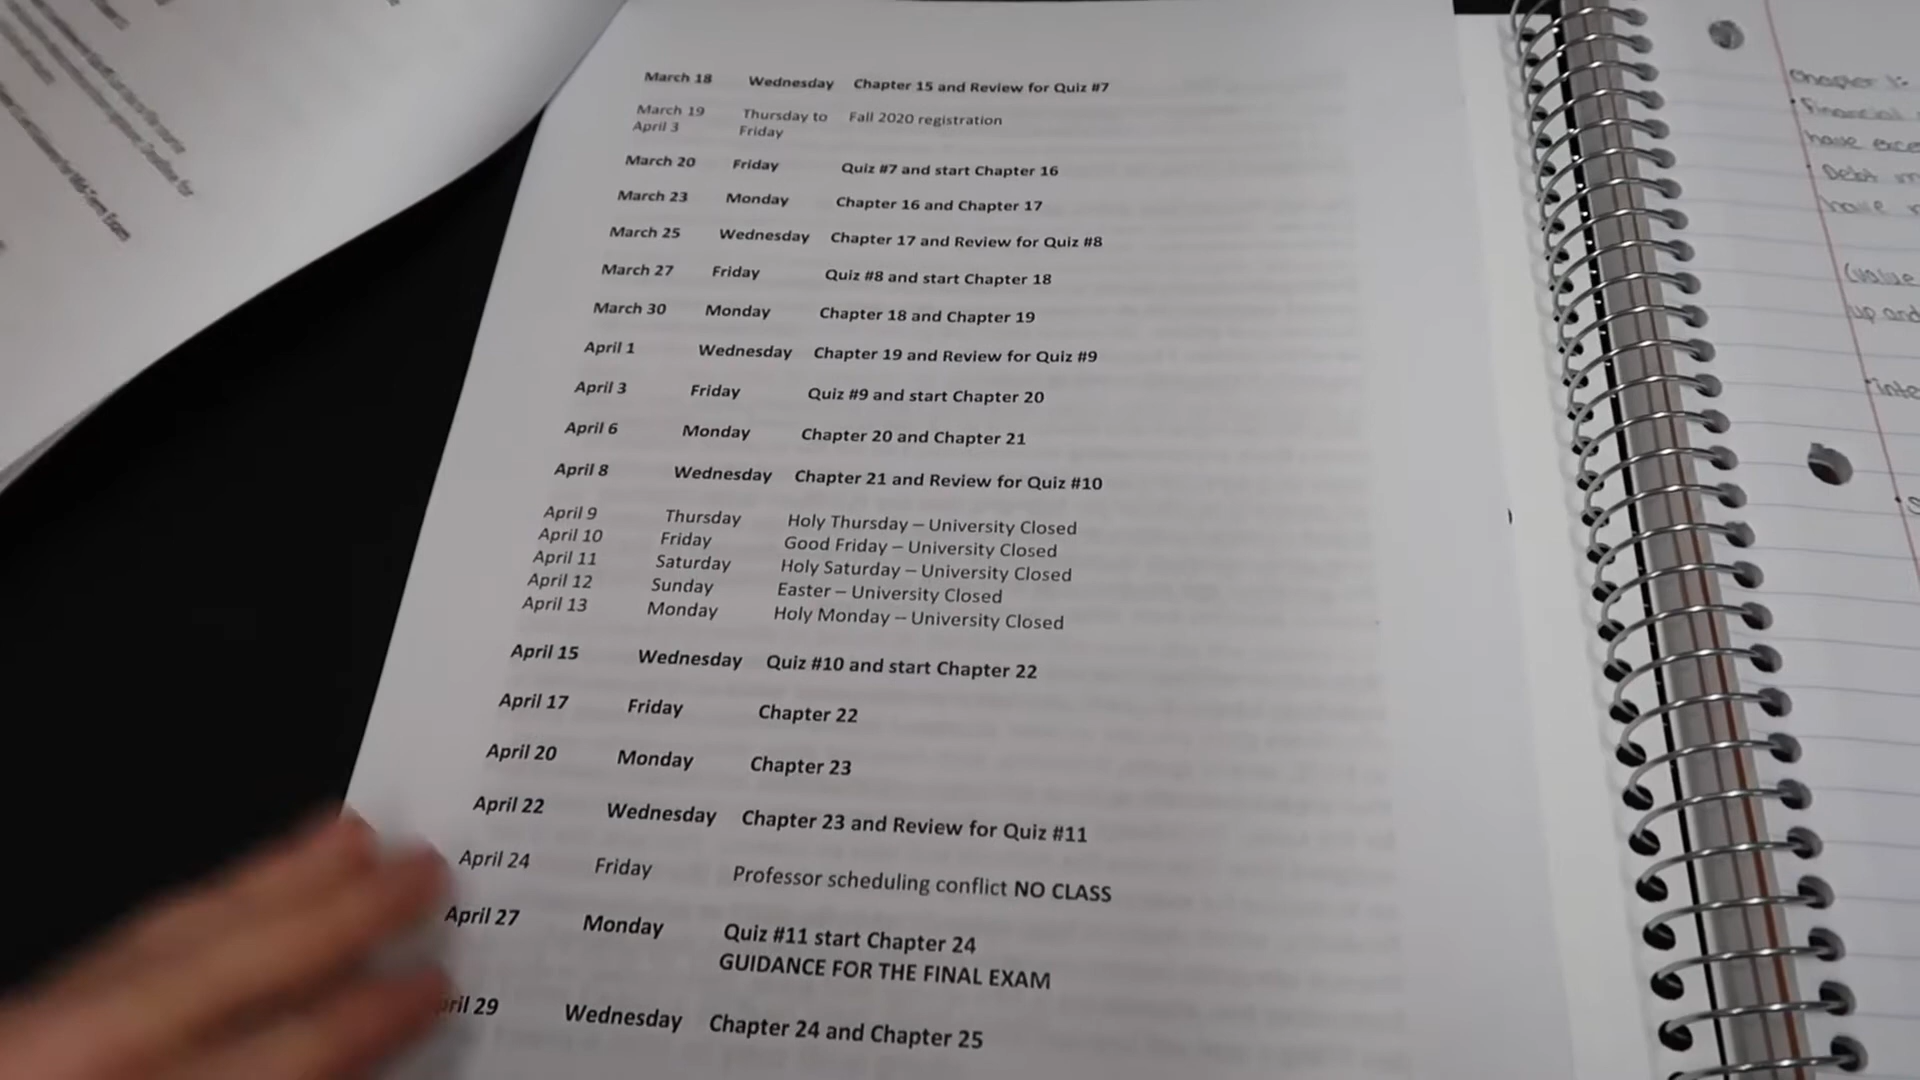 March 18 Wednesday Chapter 15 and Review for Quiz #7
March 19 Thursday to Fall 2020 registration
April 3 Friday
March 20 Friday Quiz #7 and start Chapter 16
March 23 Monday Chapter 16 and Chapter 17
March 25 Wednesday Chapter 17 and Review for Quiz #8
March 27 Friday Quiz #8 and start Chapter 18
March 30 Monday Chapter 18 and Chapter 19
April 1 Wednesday Chapter 19 and Review for Quiz #9
April 3 Friday Quiz #9 and start Chapter 20
April 6 Monday Chapter 20 and Chapter 21
April 8 Wednesday Chapter 21 and Review for Quiz #10
April 9 Thursday Holy Thursday – University Closed
April 10 Friday Good Friday – University Closed
April 11 Saturday Holy Saturday – University Closed
April 12 Sunday Easter – University Closed
April 13 Monday Holy Monday – University Closed
April 15 Wednesday Quiz #10 and start Chapter 22
April 17 Friday Chapter 22
April 20 Monday Chapter 23
April 22 Wednesday Chapter 23 and Review for Quiz #11
April 24 Friday Professor scheduling conflict NO CLASS
April 27 Monday Quiz #11 start Chapter 24
GUIDANCE FOR THE FINAL EXAM
ril 29 Wednesday Chapter 24 and Chapter 25
Chapter 1:
Financial
have
Debt
have
(value
up and